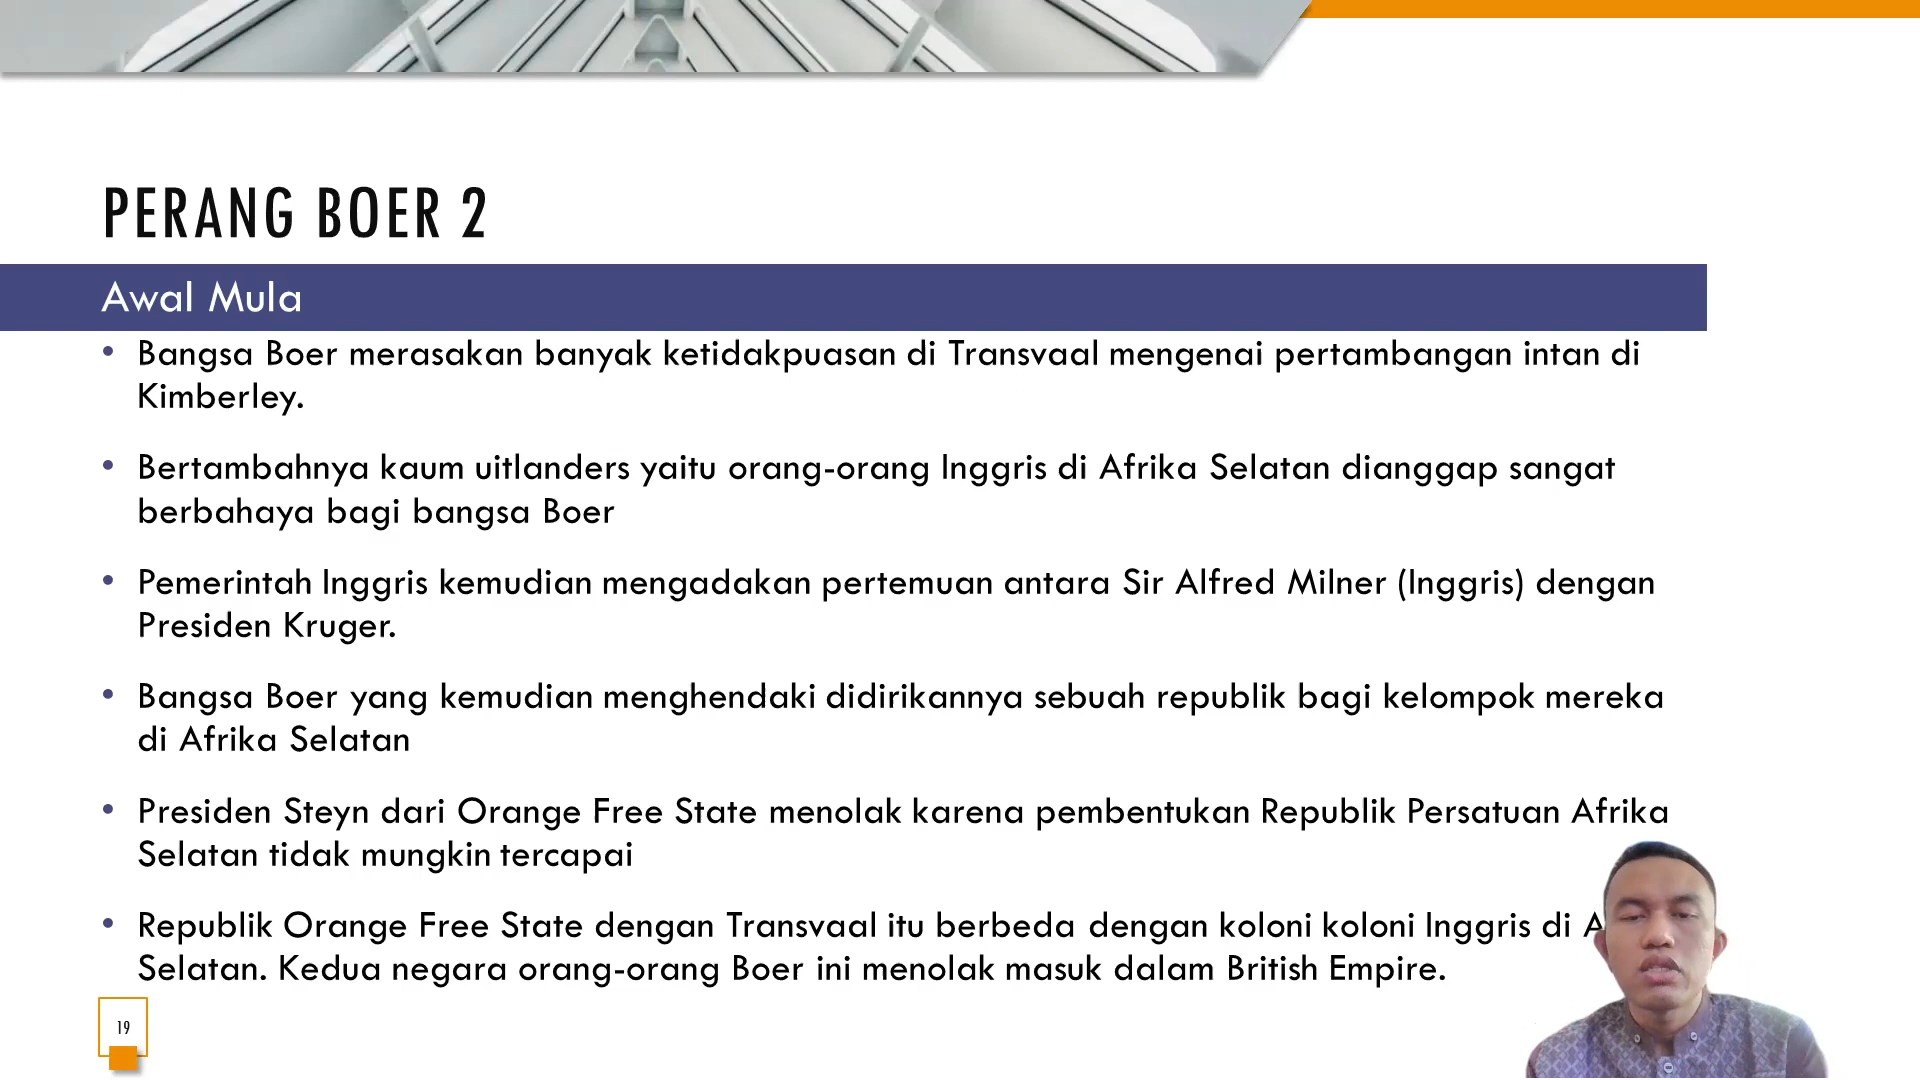 PERANG BOER 2
Awal Mula
• Bangsa Boer merasakan banyak ketidakpuasan di Transvaal mengenai pertambangan intan di
Kimberley.
• Bertambahnya kaum uitlanders yaitu orang-orang Inggris di Afrika Selatan dianggap sangat
berbahaya bagi bangsa Boer
• Pemerintah Inggris kemudian mengadakan pertemuan antara Sir Alfred Milner (Inggris) dengan
Presiden Kruger.
• Bangsa Boer yang kemudian menghendaki didirikannya sebuah republik bagi kelompok mereka
di Afrika Selatan
• Presiden Steyn dari Orange Free State menolak karena pembentukan Republik Persatuan Afrika
Selatan tidak mungkin tercapai
• Republik Orange Free State dengan Transvaal itu berbeda dengan koloni koloni Inggris di
Selatan. Kedua negara orang-orang Boer ini menolak masuk dalam British Empire.
19